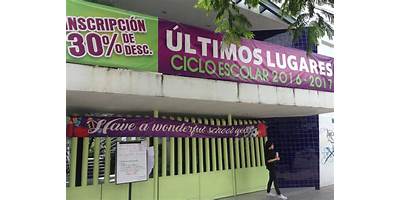 INSCRIPCIÓN
DE
30% DESC.
ÚLTIMOS LUGARES
CICLO ESCOLAR 2016 - 2017
Have a wonderful school year!